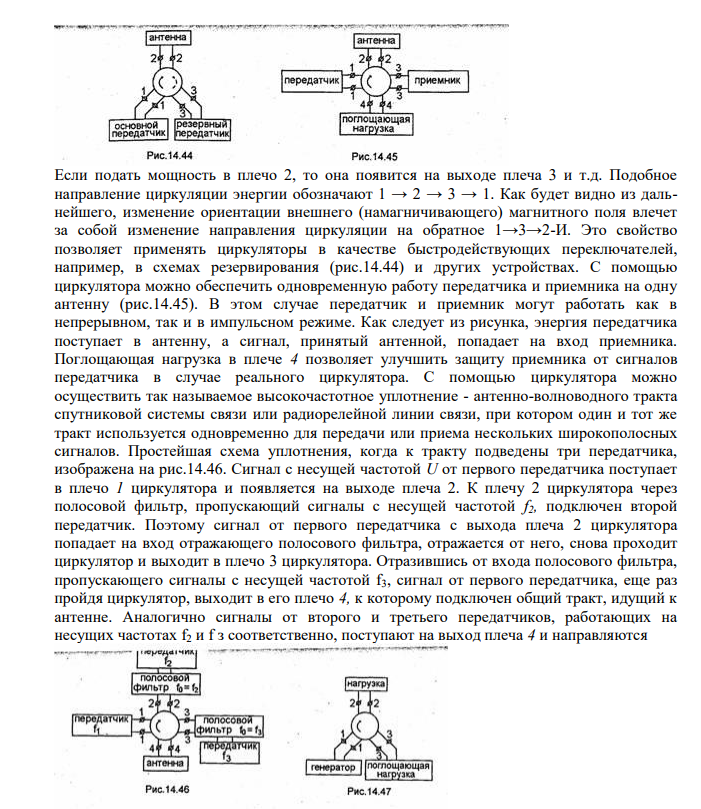 антенна
2 2
1 3
1 3
основной передатчик
резервный передатчик
Рис.14.44
антенна
2 2
1 3
передатчик
приемник
1 3
4 4
поглощающая нагрузка
Рис.14.45
Если подать мощность в плечо 2, то она появится на выходе плеча 3 и т.д. Подобное
направление циркуляции энергии обозначают 1 → 2 → 3 → 1. Как будет видно из даль-
нейшего, изменение ориентации внешнего (намагничивающего) магнитного поля влечет
за собой изменение направления циркуляции на обратное 1→3→2-И. Это свойство
позволяет применять циркуляторы в качестве быстродействующих переключателей,
например, в схемах резервирования (рис.14.44) и других устройствах. С помощью
циркулятора можно обеспечить одновременную работу передатчика и приемника на одну
антенну (рис.14.45). В этом случае передатчик и приемник могут работать как в
непрерывном, так и в импульсном режиме. Как следует из рисунка, энергия передатчика
поступает в антенну, а сигнал, принятый антенной, попадает на вход приемника.
Поглощающая нагрузка в плече 4 позволяет улучшить защиту приемника от сигналов
передатчика в случае реального циркулятора. С помощью циркулятора можно
осуществить так называемое высокочастотное уплотнение - антенно-волноводного тракта
спутниковой системы связи или радиорелейной линии связи, при котором один и тот же
тракт используется одновременно для передачи или приема нескольких широкополосных
сигналов. Простейшая схема уплотнения, когда к тракту подведены три передатчика,
изображена на рис.14.46. Сигнал с несущей частотой U от первого передатчика поступает
в плечо 1 циркулятора и появляется на выходе плеча 2. К плечу 2 циркулятора через
полосовой фильтр, пропускающий сигналы с несущей частотой f2, подключен второй
передатчик. Поэтому сигнал от первого передатчика с выхода плеча 2 циркулятора
попадает на вход отражающего полосового фильтра, отражается от него, снова проходит
циркулятор и выходит в плечо 3 циркулятора. Отразившись от входа полосового фильтра,
пропускающего сигналы с несущей частотой f3, сигнал от первого передатчика, еще раз
пройдя циркулятор, выходит в его плечо 4, к которому подключен общий тракт, идущий к
антенне. Аналогично сигналы от второго и третьего передатчиков, работающих на
несущих частотах f2 и f з соответственно, поступают на выход плеча 4 и направляются
передатчик
f2
полосовой
фильтр f0=f2
2 2
1 3
передатчик
f1
полосовой
фильтр f0=f3
1 3
передатчик
f3
4 4
антенна
Рис.14.46
нагрузка
2 2
1 3
1 3
генератор
поглощающая нагрузка
Рис.14.47